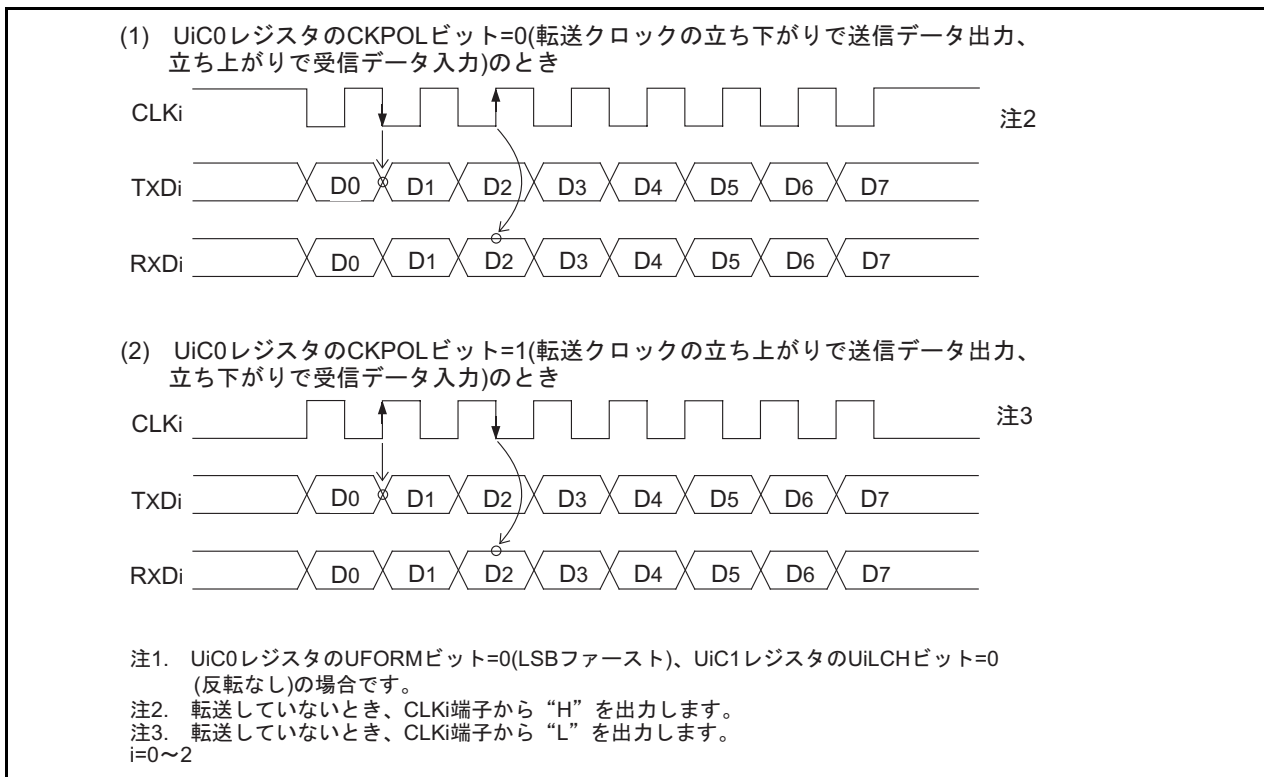 (1) UiC0レジスタのCKPOLビット=0(転送クロックの立ち下がりで送信データ出力、
立ち上がりで受信データ入力)のとき
CLKi
注2
TXDi D0 D1 D2 D3 D4 D5 D6 D7
RXDi D0 D1 D2 D3 D4 D5 D6 D7
(2) UiC0レジスタのCKPOLビット=1(転送クロックの立ち上がりで送信データ出力、
立ち下がりで受信データ入力)のとき
CLKi
注3
TXDi D0 D1 D2 D3 D4 D5 D6 D7
RXDi D0 D1 D2 D3 D4 D5 D6 D7
注1. UiC0レジスタのUFORMビット=0(LSBファースト)、UiC1レジスタのUiLCHビット=0
(反転なし)の場合です。
注2. 転送していないとき、CLKi端子から“H”を出力します。
注3. 転送していないとき、CLKi端子から“L”を出力します。
i=0～2